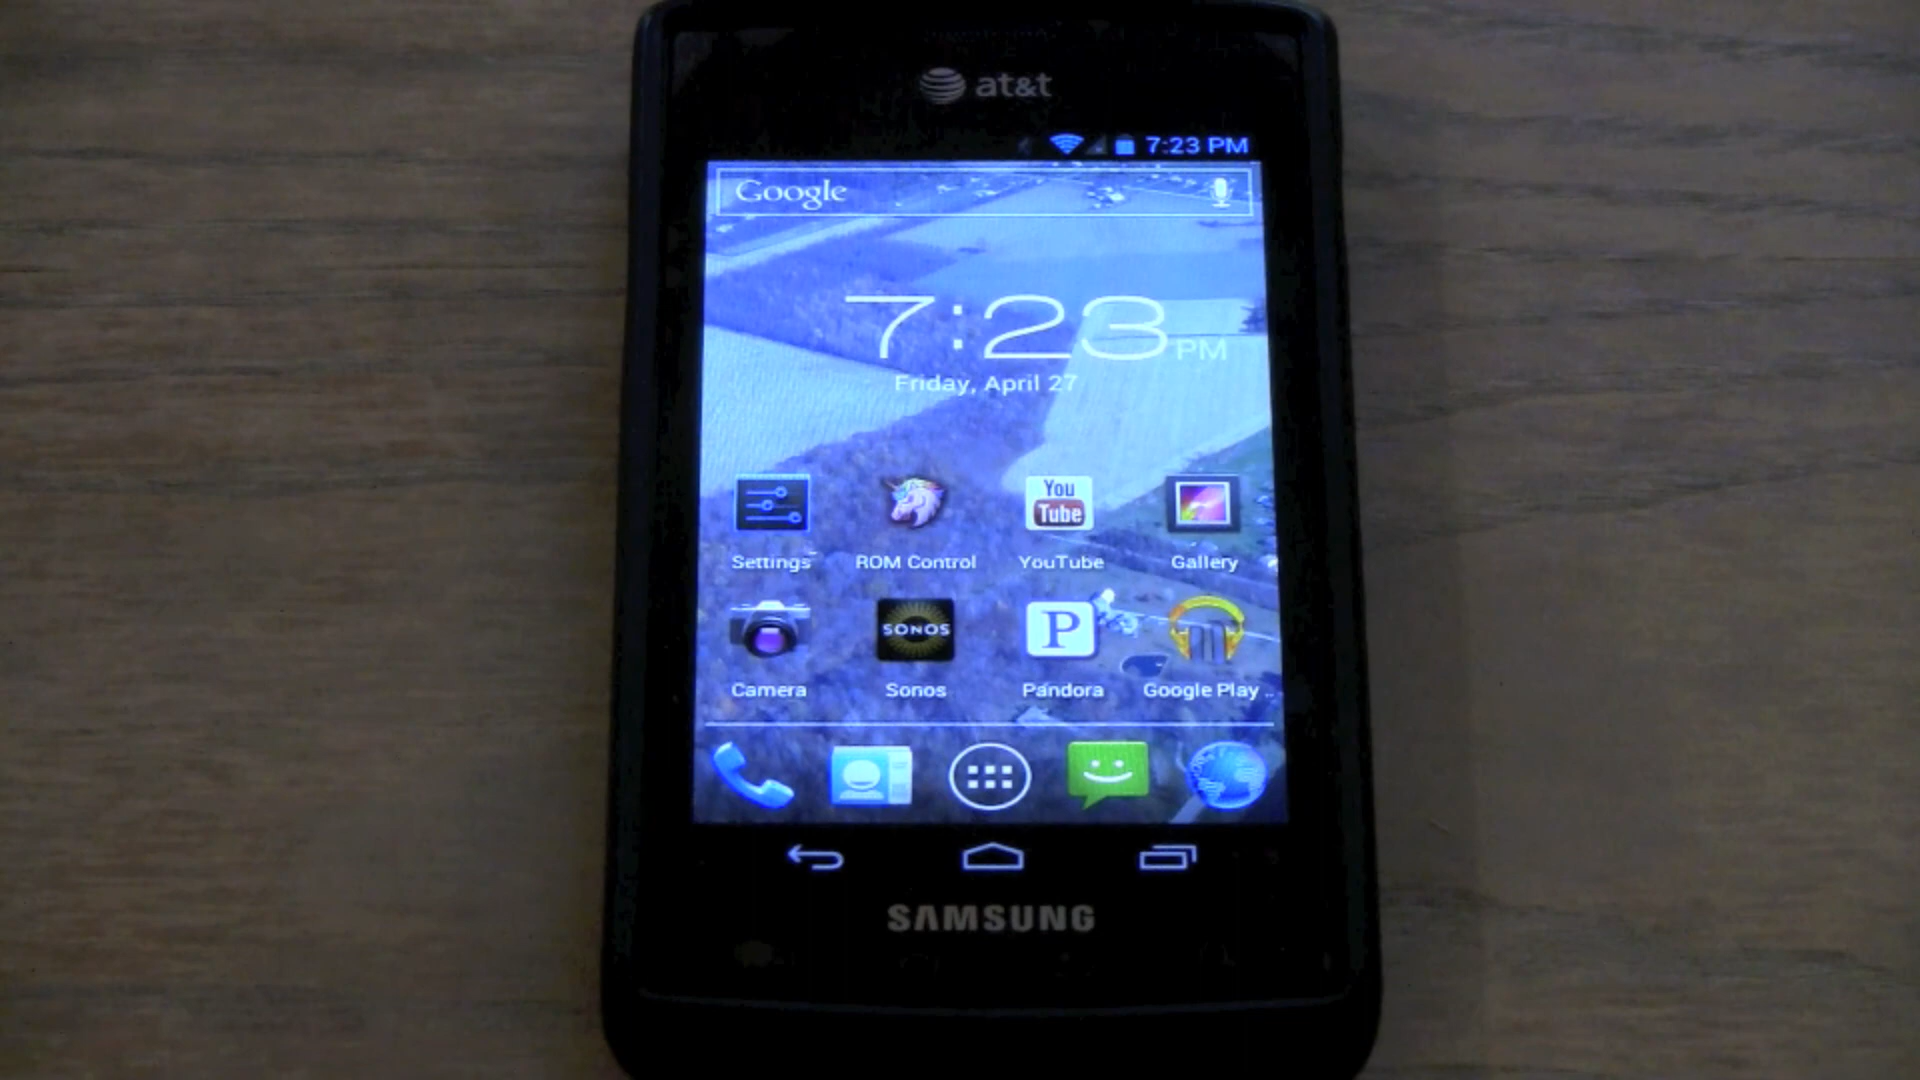 at&t
7:23 PM
Google
7:23 PM
Friday, April 27
You Tube
Settings ROM Control YouTube Gallery
SONOS P
Camera Sonos Pandora Google Play ..
SAMSUNG